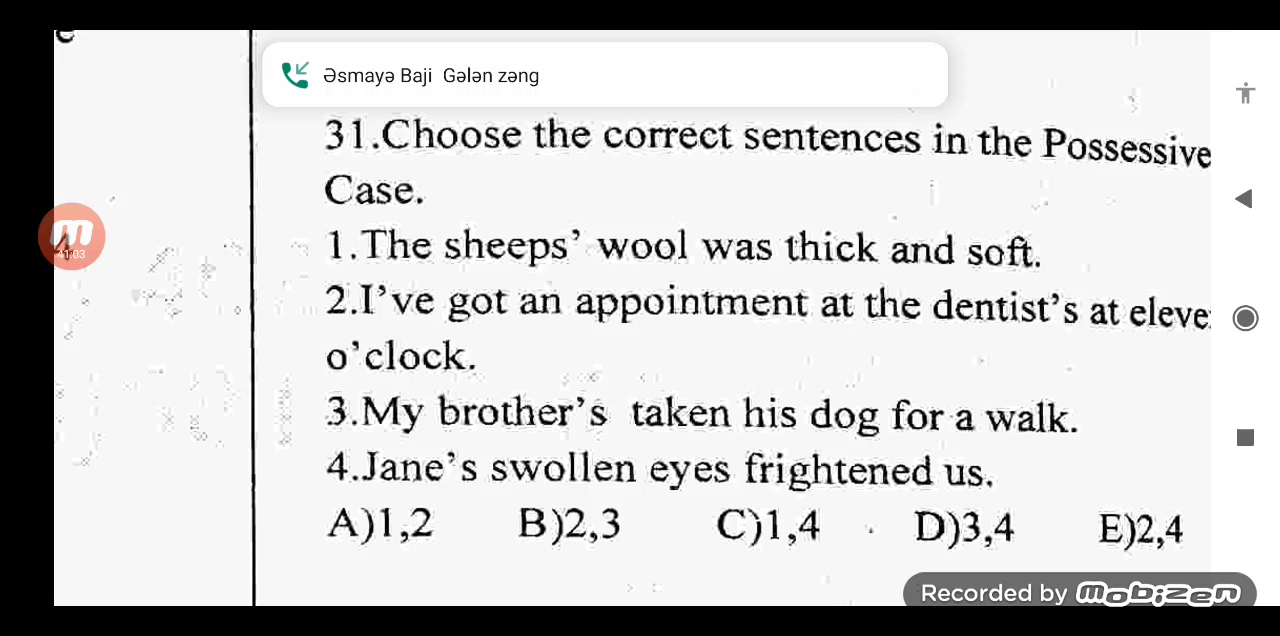 Əsmayə Baji Gələn zəng
31.Choose the correct sentences in the Possessive
Case.
41:03
1.The sheeps’ wool was thick and soft.
2.I’ve got an appointment at the dentist’s at eleve
o’clock.
3.My brother’s taken his dog for a walk.
4.Jane’s swollen eyes frightened us.
A)1,2 B)2,3 C)1,4 D)3,4 E)2,4
Recorded by mobizen